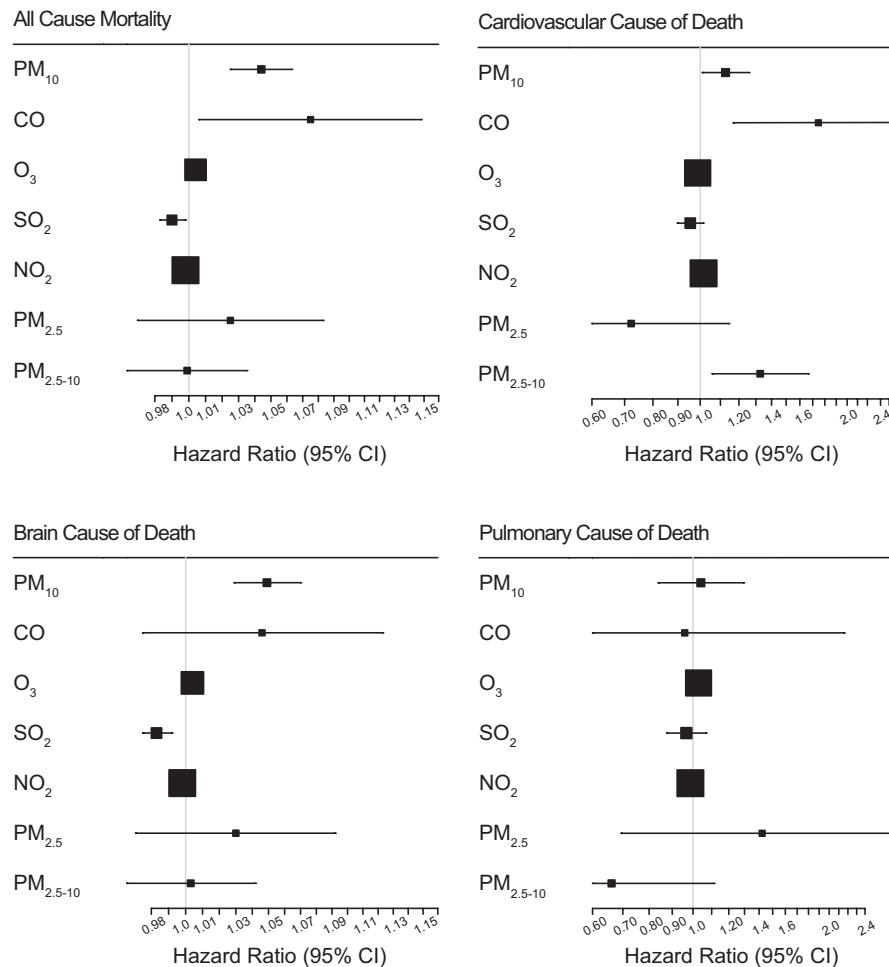 All Cause Mortality
PM10
CO
O3
SO2
NO2
PM2.5
PM2.5-10
0.98 1.0 1.01 1.03 1.05 1.07 1.09 1.11 1.13 1.15
Hazard Ratio (95% CI)
Cardiovascular Cause of Death
PM10
CO
O3
SO2
NO2
PM2.5
PM2.5-10
0.60 0.70 0.80 0.90 1.0 1.20 1.4 1.6 2.0 2.4
Hazard Ratio (95% CI)
Brain Cause of Death
PM10
CO
O3
SO2
NO2
PM2.5
PM2.5-10
0.98 1.0 1.01 1.03 1.05 1.07 1.09 1.11 1.13 1.15
Hazard Ratio (95% CI)
Pulmonary Cause of Death
PM10
CO
O3
SO2
NO2
PM2.5
PM2.5-10
0.60 0.70 0.80 0.90 1.0 1.20 1.4 1.6 2.0 2.4
Hazard Ratio (95% CI)